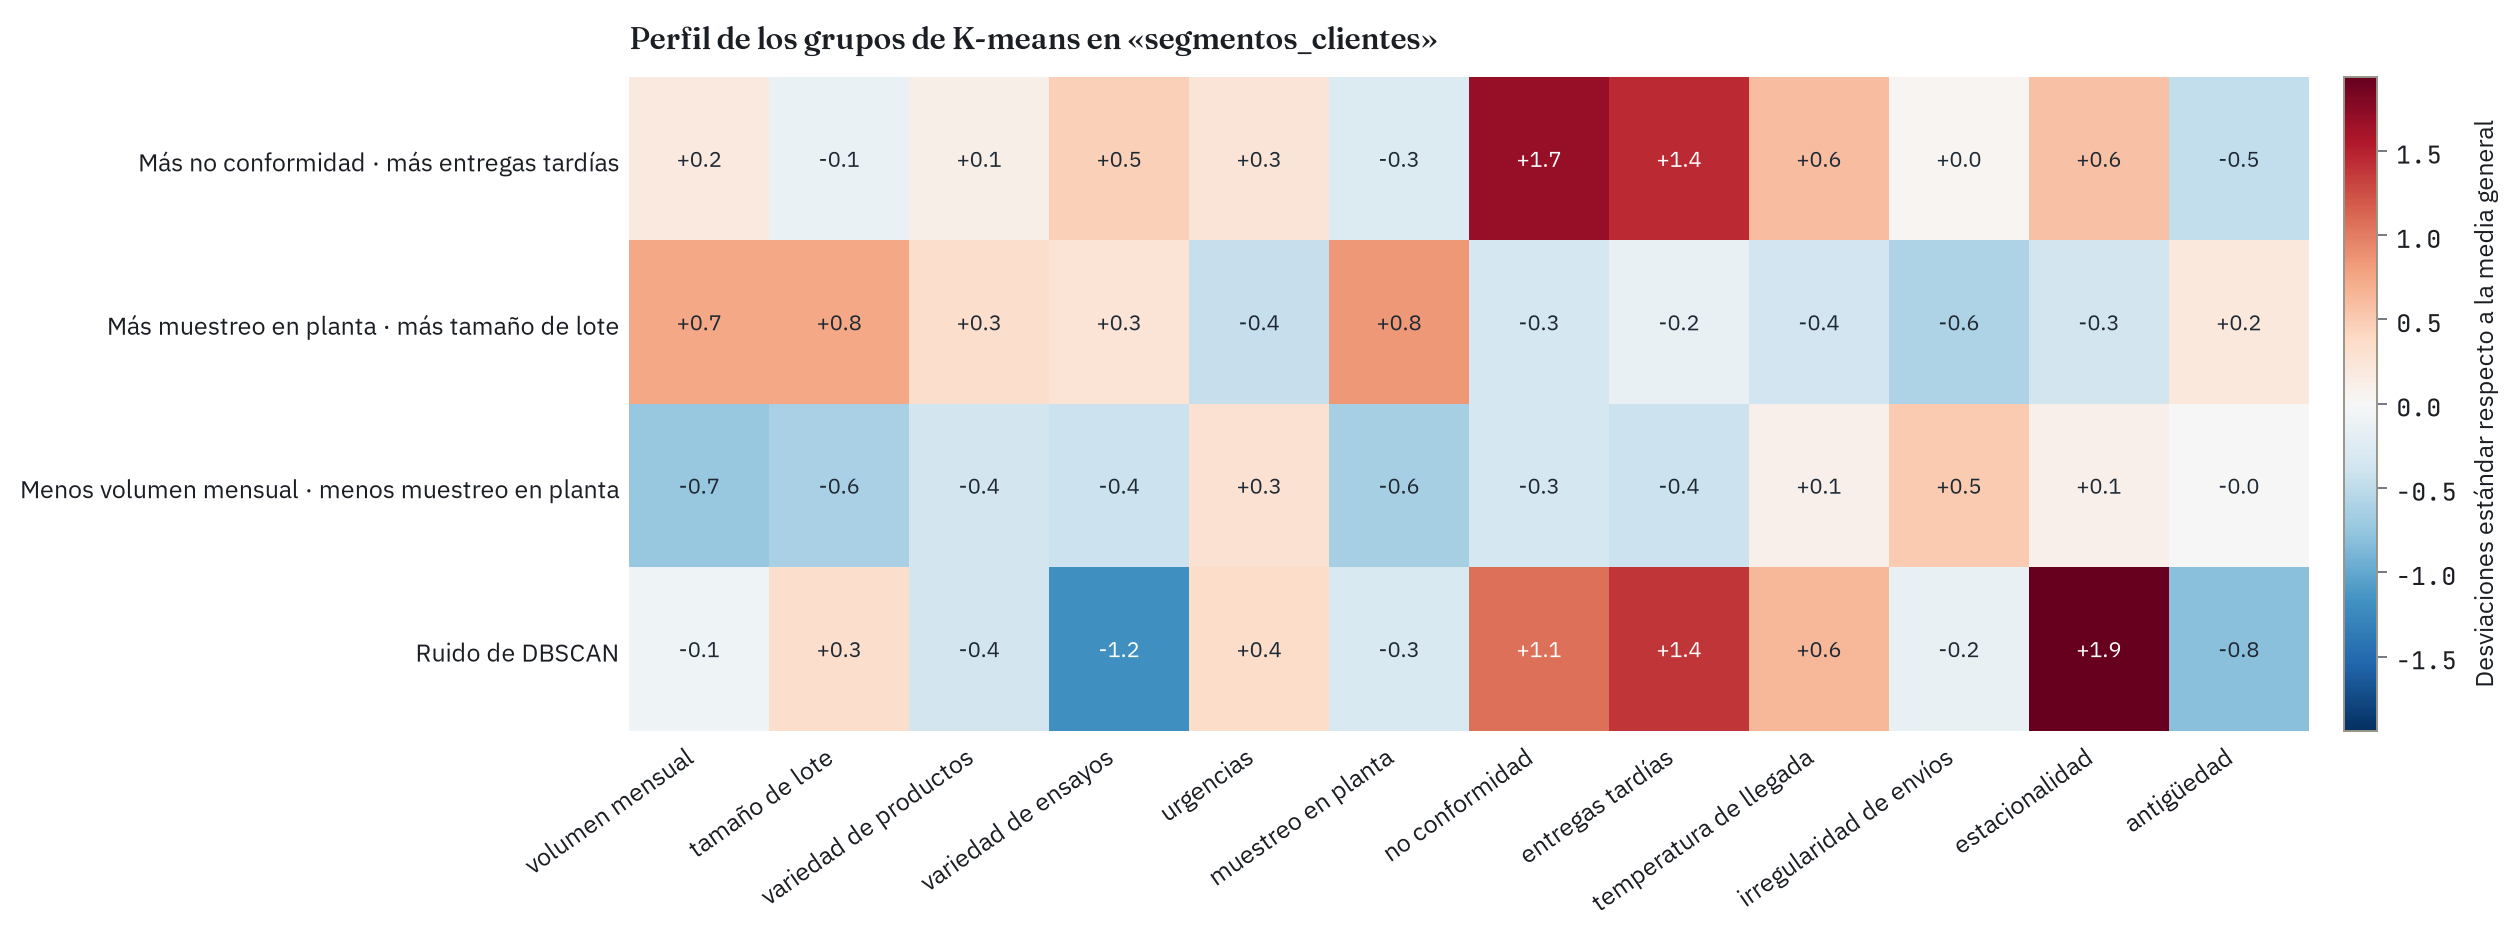 Perfil de los grupos de K-means en «segmentos_clientes»
Más no conformidad · más entregas tardías
+0.2 -0.1 +0.1 +0.5 +0.3 -0.3 +1.7 +1.4 +0.6 +0.0 +0.6 -0.5
Más muestreo en planta · más tamaño de lote
+0.7 +0.8 +0.3 +0.3 -0.4 +0.8 -0.3 -0.2 -0.4 -0.6 -0.3 +0.2
Menos volumen mensual · menos muestreo en planta
-0.7 -0.6 -0.4 -0.4 +0.3 -0.6 -0.3 -0.4 +0.1 +0.5 +0.1 -0.0
Ruido de DBSCAN
-0.1 +0.3 -0.4 -1.2 +0.4 -0.3 +1.1 +1.4 +0.6 -0.2 +1.9 -0.8
volumen mensual
tamaño de lote
variedad de productos
variedad de ensayos
urgencias
muestreo en planta
no conformidad
entregas tardías
temperatura de llegada
irregularidad de envíos
estacionalidad
antigüedad
1.5
1.0
0.5
0.0
-0.5
-1.0
-1.5
Desviaciones estándar respecto a la media general